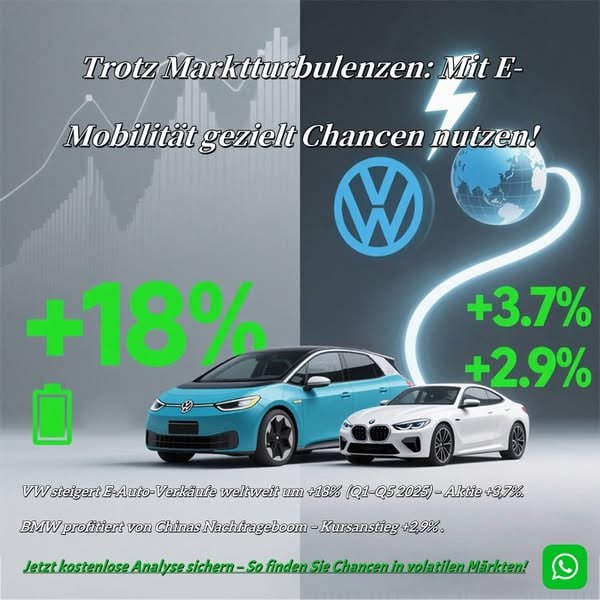 Trotz Marktturbulenzen: Mit E-
Mobilität gezielt Chancen nutzen!
+18%
+3.7%
+2.9%
VW steigert E-Auto-Verkäufe weltweit um +18% (Q1–Q5 2025) – Aktie +3,7%.
BMW profitiert von Chinas Nachfrageboom – Kursanstieg +2,9% .
Jetzt kostenlose Analyse sichern – So finden Sie Chancen in volatilen Märkten!